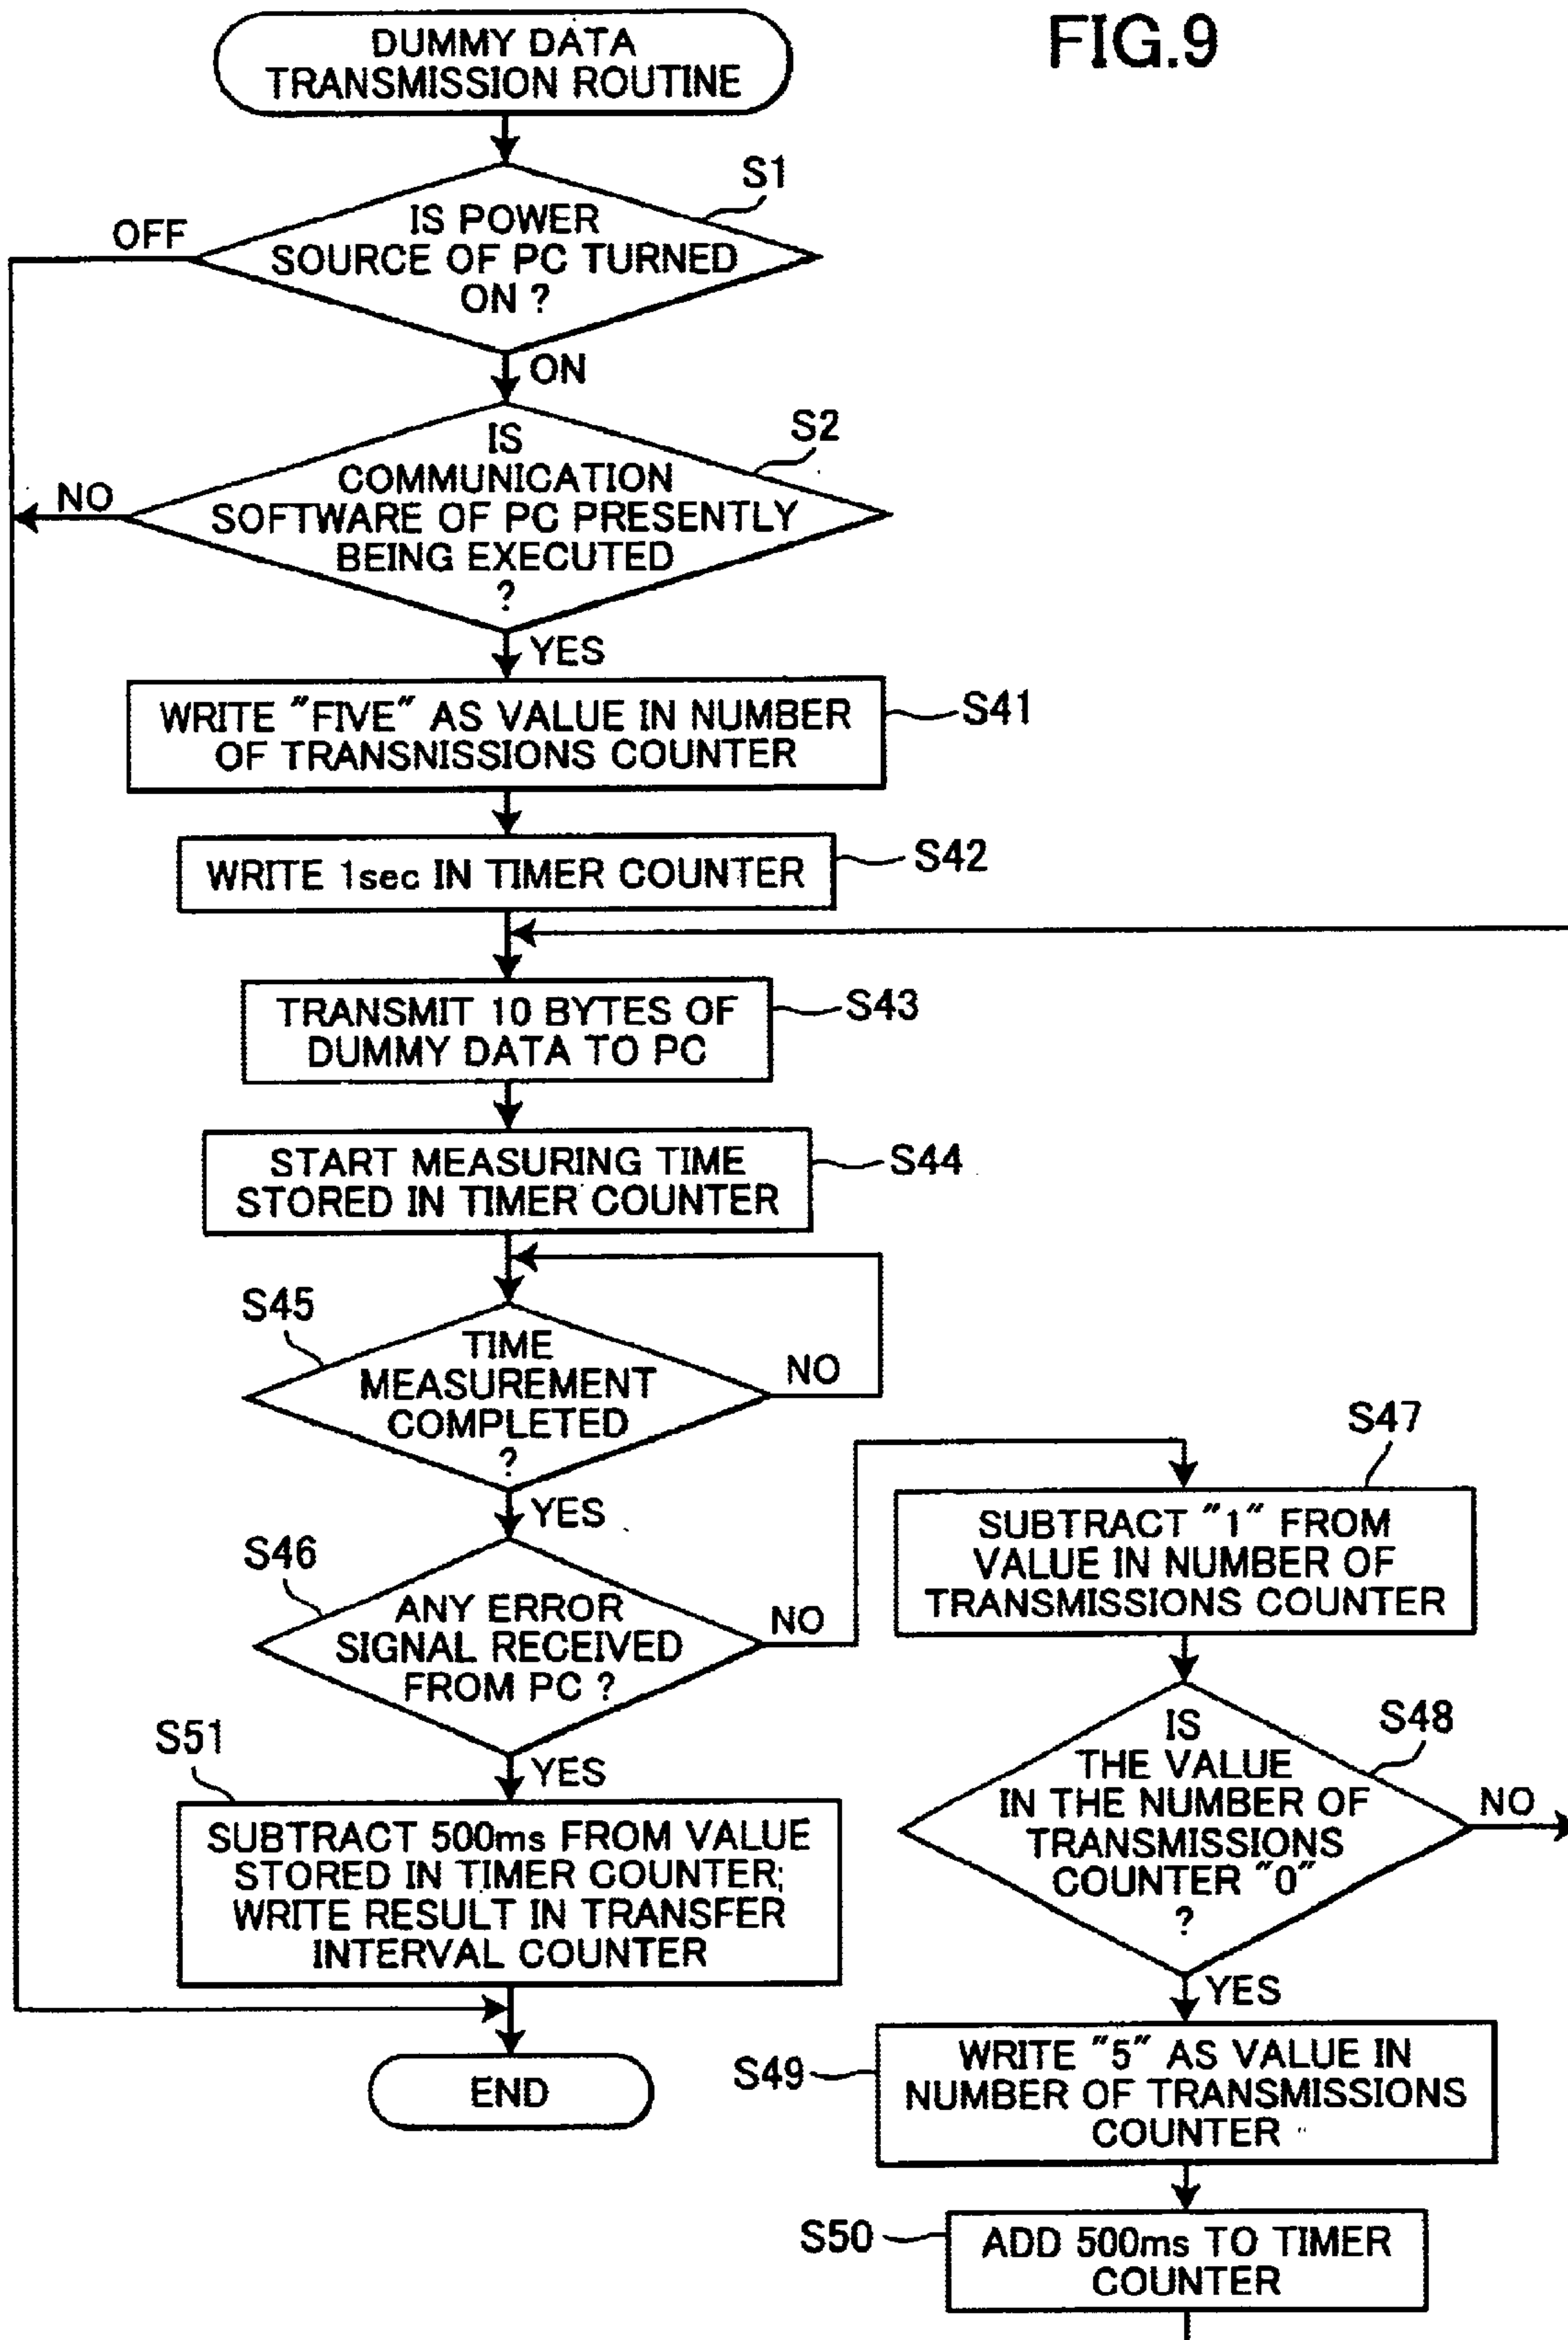 FIG.9
DUMMY DATA
TRANSMISSION ROUTINE
S1
IS POWER
SOURCE OF PC TURNED
ON ?
OFF
ON
S2
IS
COMMUNICATION
SOFTWARE OF PC PRESENTLY
BEING EXECUTED
?
NO
YES
WRITE "FIVE" AS VALUE IN NUMBER
OF TRANSNISSIONS COUNTER
S41
WRITE 1sec IN TIMER COUNTER
S42
TRANSMIT 10 BYTES OF
DUMMY DATA TO PC
S43
START MEASURING TIME
STORED IN TIMER COUNTER
S44
S45
TIME
MEASUREMENT
COMPLETED
?
NO
YES
S46
ANY ERROR
SIGNAL RECEIVED
FROM PC ?
NO
YES
S47
SUBTRACT "1" FROM
VALUE IN NUMBER OF
TRANSMISSIONS COUNTER
S48
IS
THE VALUE
IN THE NUMBER OF
TRANSMISSIONS
COUNTER "0"
?
NO
YES
S51
SUBTRACT 500ms FROM VALUE
STORED IN TIMER COUNTER;
WRITE RESULT IN TRANSFER
INTERVAL COUNTER
END
S49
WRITE "5" AS VALUE IN
NUMBER OF TRANSMISSIONS
COUNTER
S50
ADD 500ms TO TIMER
COUNTER